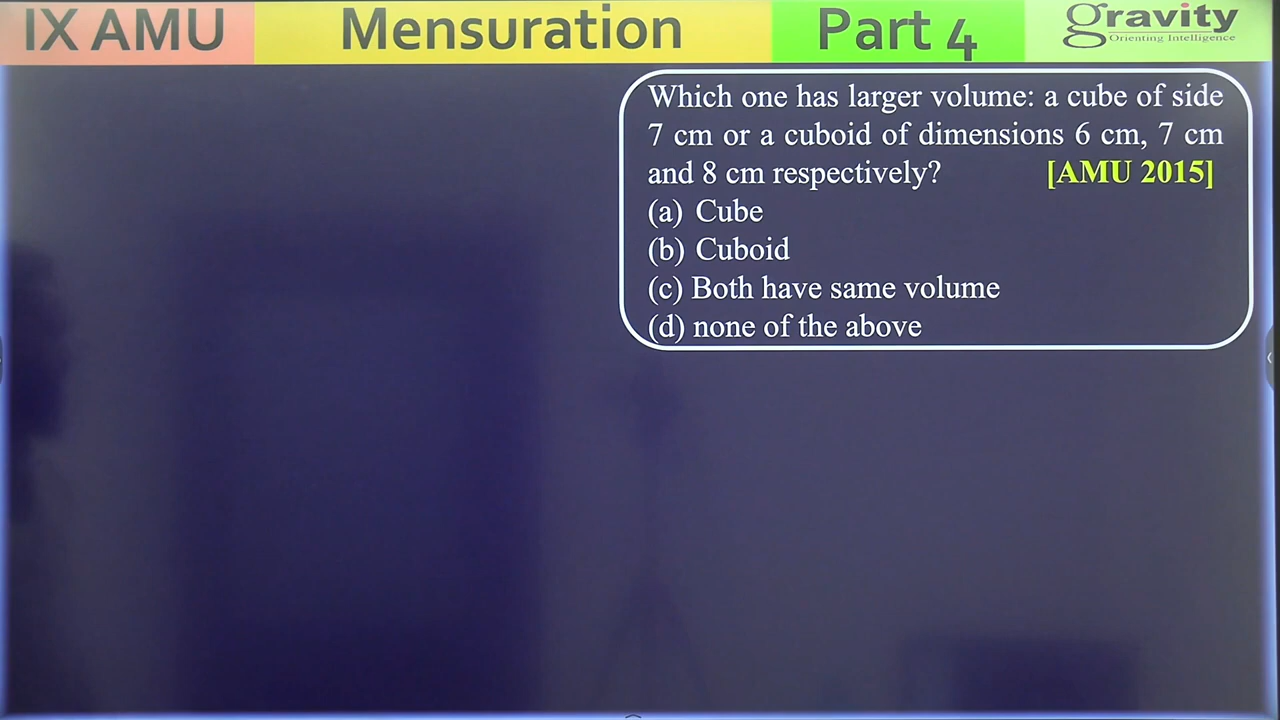 IX AMU
Mensuration
Part 4
gravity
Orienting Intelligence
Which one has larger volume: a cube of side
7 cm or a cuboid of dimensions 6 cm, 7 cm
and 8 cm respectively? [AMU 2015]
(a) Cube
(b) Cuboid
(c) Both have same volume
(d) none of the above